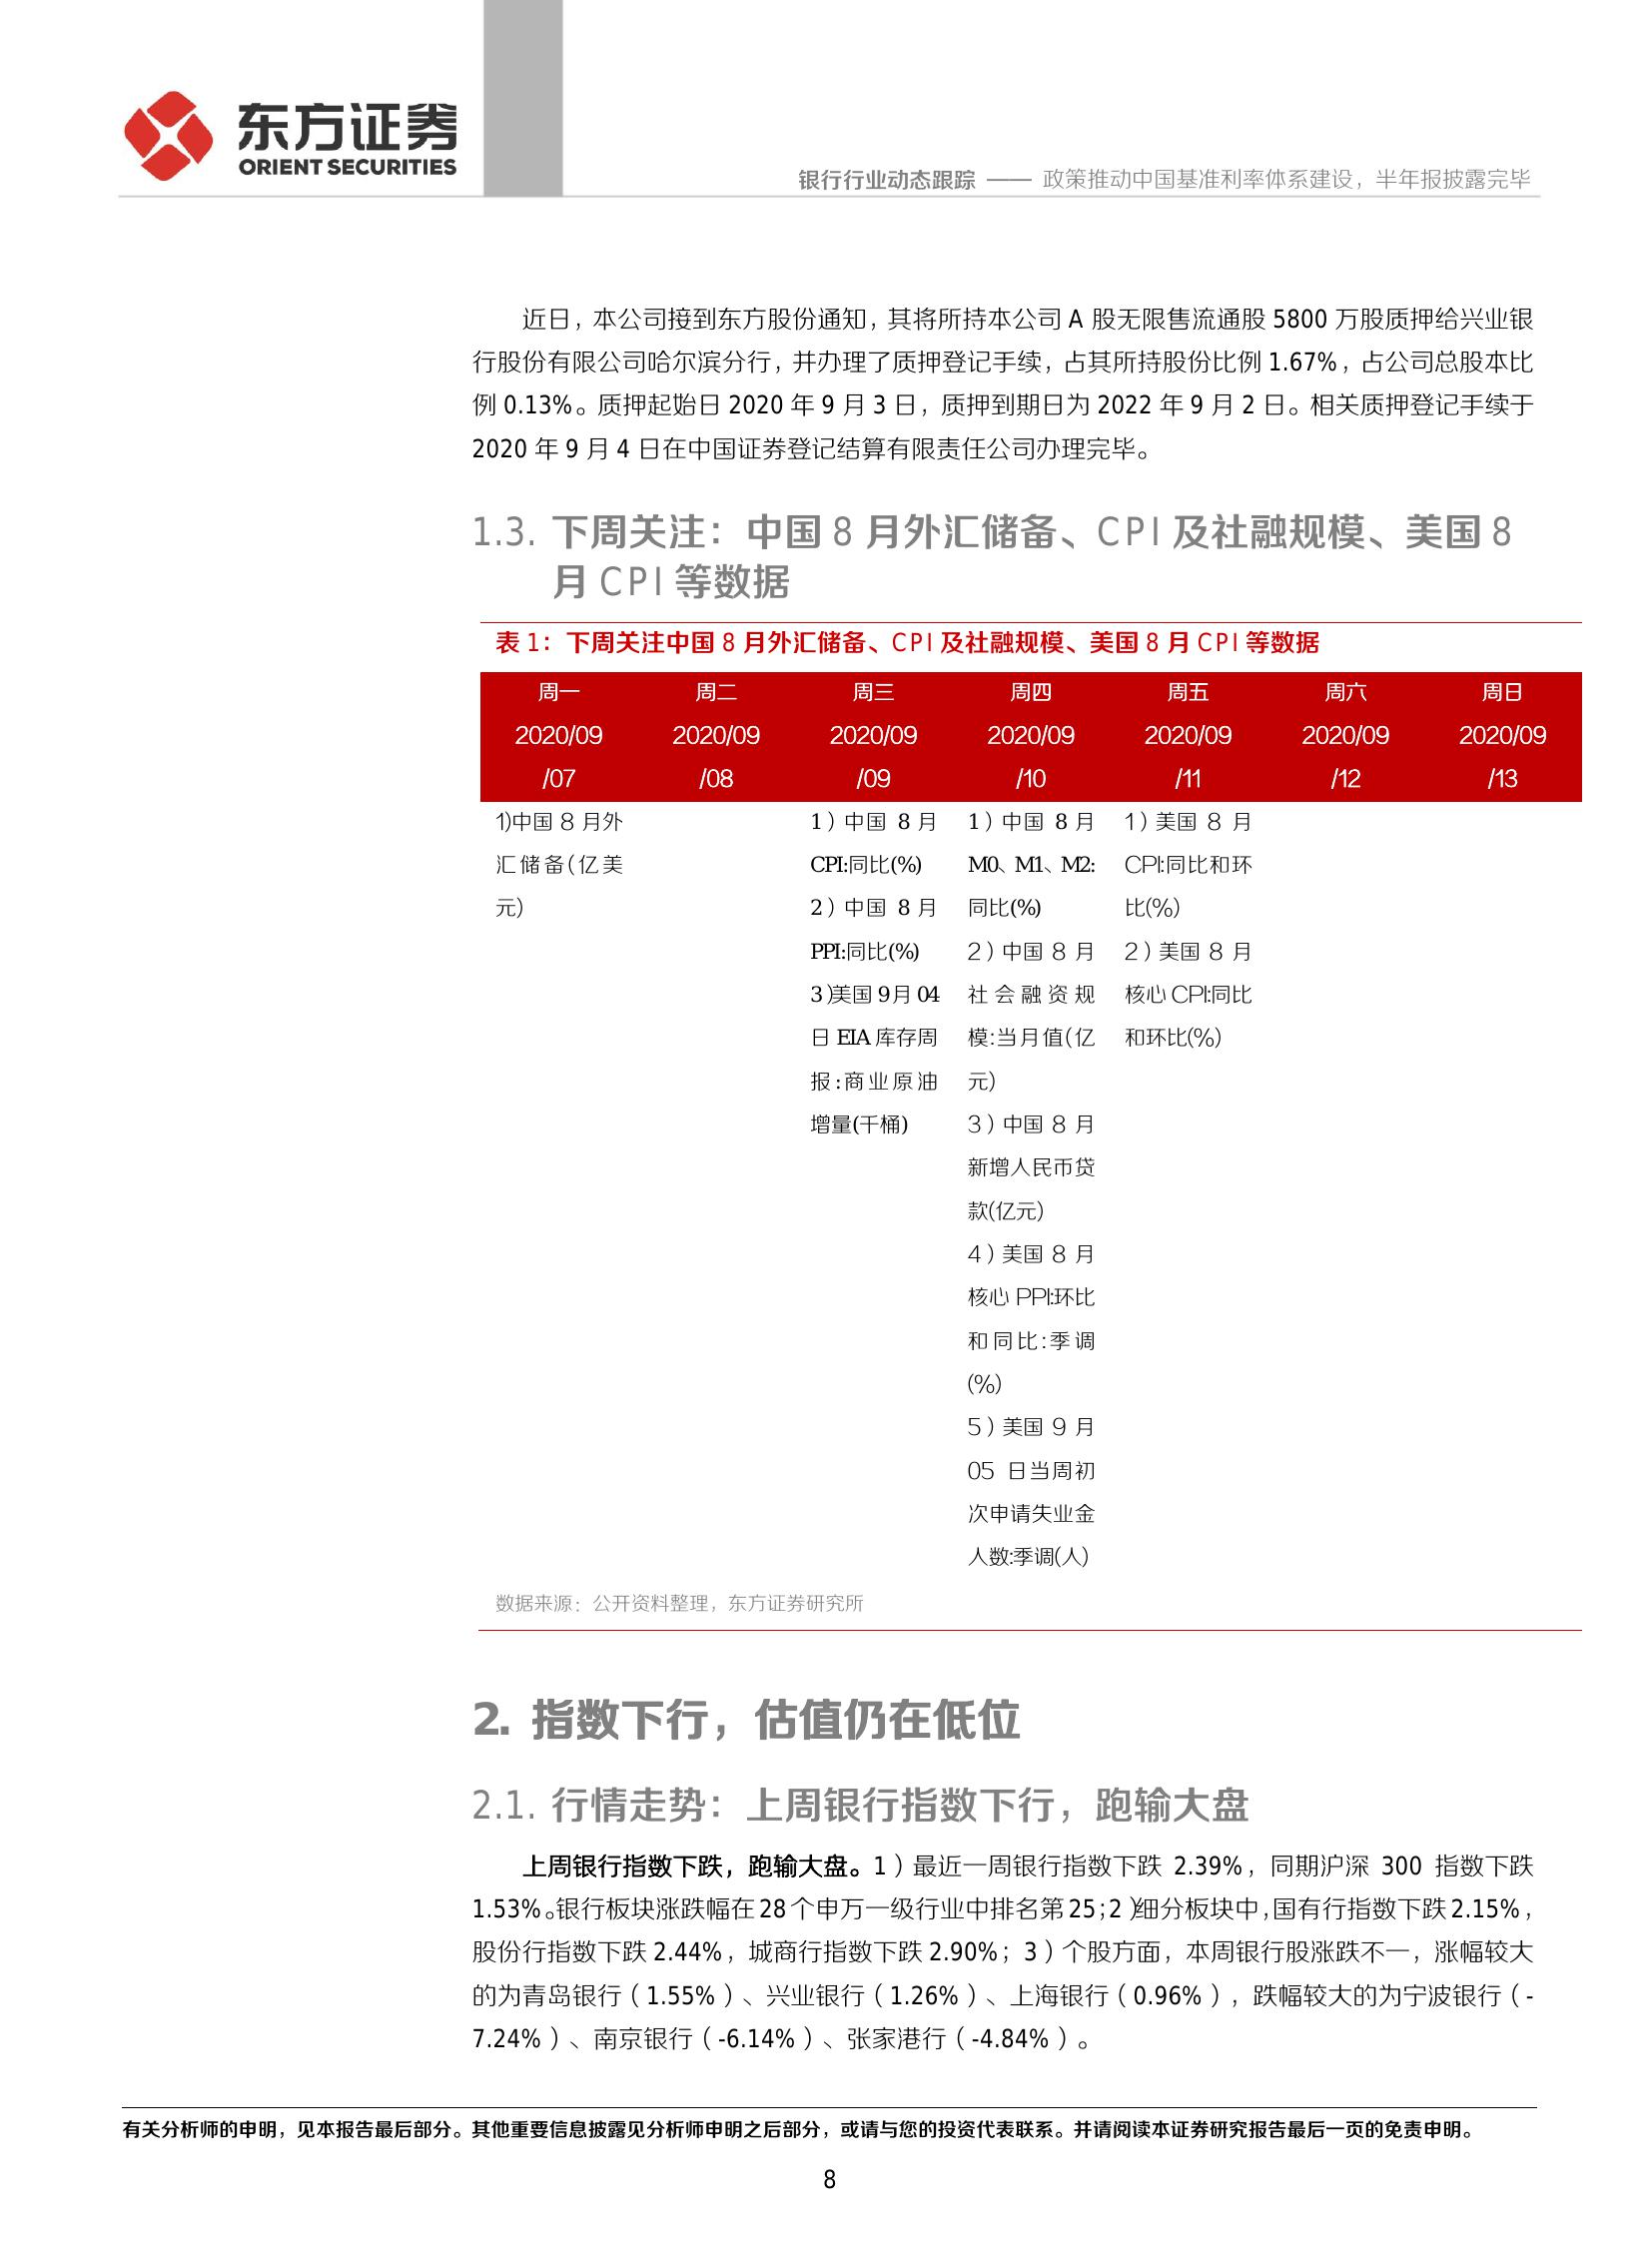 东方证券
ORIENT SECURITIES
银行行业动态跟踪 —— 政策推动中国基准利率体系建设，半年报披露完毕
近日，本公司接到东方股份通知，其将所持本公司 A 股无限售流通股 5800 万股质押给兴业银
行股份有限公司哈尔滨分行，并办理了质押登记手续，占其所持股份比例 1.67%，占公司总股本比
例 0.13%。质押起始日 2020 年 9 月 3 日，质押到期日为 2022 年 9 月 2 日。相关质押登记手续于
2020 年 9 月 4 日在中国证券登记结算有限责任公司办理完毕。
1.3. 下周关注：中国 8 月外汇储备、CPI 及社融规模、美国 8
月 CPI 等数据
表 1：下周关注中国 8 月外汇储备、CPI 及社融规模、美国 8 月 CPI 等数据
周一 周二 周三 周四 周五 周六 周日
2020/09 2020/09 2020/09 2020/09 2020/09 2020/09 2020/09
/07 /08 /09 /10 /11 /12 /13
1)中国 8 月外
汇储备(亿美
元)
1）中国 8 月
CPI:同比(%)
2）中国 8 月
PPI:同比(%)
3)美国 9月 04
日 EIA 库存周
报:商业原油
增量(千桶)
1）中国 8 月
M0、M1、M2:
同比(%)
2）中国 8 月
社会融资规
模:当月值(亿
元)
3）中国 8 月
新增人民币贷
款(亿元)
4）美国 8 月
核心 PPI:环比
和同比:季调
(%)
5）美国 9 月
05 日当周初
次申请失业金
人数:季调(人)
1）美国 8 月
CPI:同比和环
比(%)
2）美国 8 月
核心 CPI:同比
和环比(%)
数据来源：公开资料整理，东方证券研究所
2. 指数下行，估值仍在低位
2.1. 行情走势：上周银行指数下行，跑输大盘
上周银行指数下跌，跑输大盘。1）最近一周银行指数下跌 2.39%，同期沪深 300 指数下跌
1.53%。银行板块涨跌幅在 28 个申万一级行业中排名第 25；2)细分板块中，国有行指数下跌 2.15%，
股份行指数下跌 2.44%，城商行指数下跌 2.90%；3）个股方面，本周银行股涨跌不一，涨幅较大
的为青岛银行（1.55%）、兴业银行（1.26%）、上海银行（0.96%），跌幅较大的为宁波银行（-
7.24%）、南京银行（-6.14%）、张家港行（-4.84%）。
有关分析师的申明，见本报告最后部分。其他重要信息披露见分析师申明之后部分，或请与您的投资代表联系。并请阅读本证券研究报告最后一页的免责申明。
8